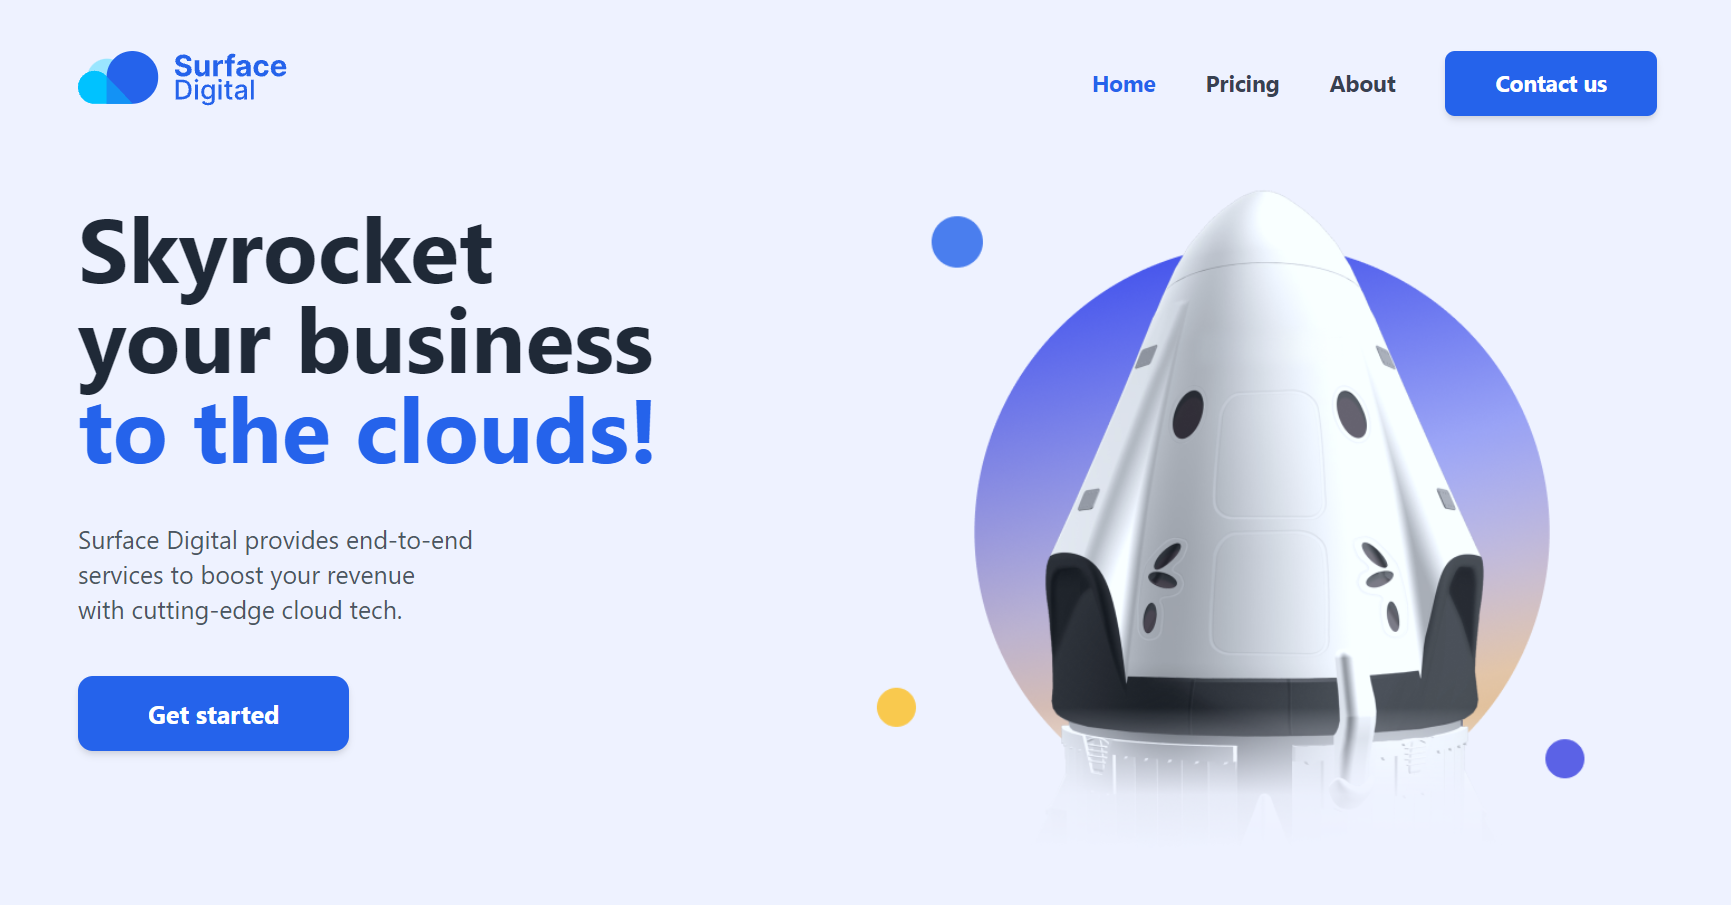 Surface
Digital
Home Pricing About Contact us
Skyrocket
your business
to the clouds!
Surface Digital provides end-to-end
services to boost your revenue
with cutting-edge cloud tech.
Get started